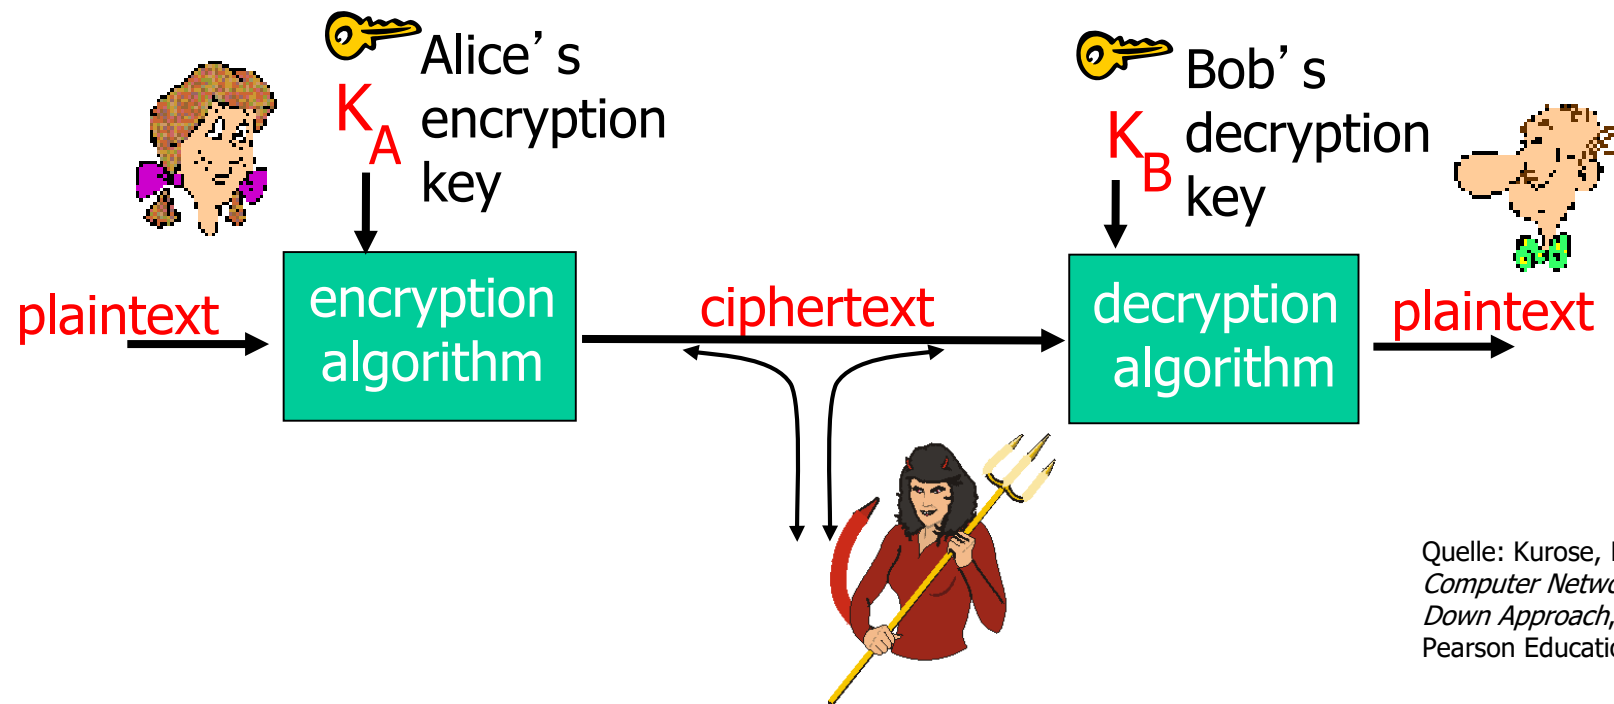 Alice’s
encryption
key
K
A
Bob’s
decryption
key
K
B
plaintext
encryption
algorithm
ciphertext
decryption
algorithm
plaintext
Quelle: Kurose,
Computer
Down Approach,
Pearson